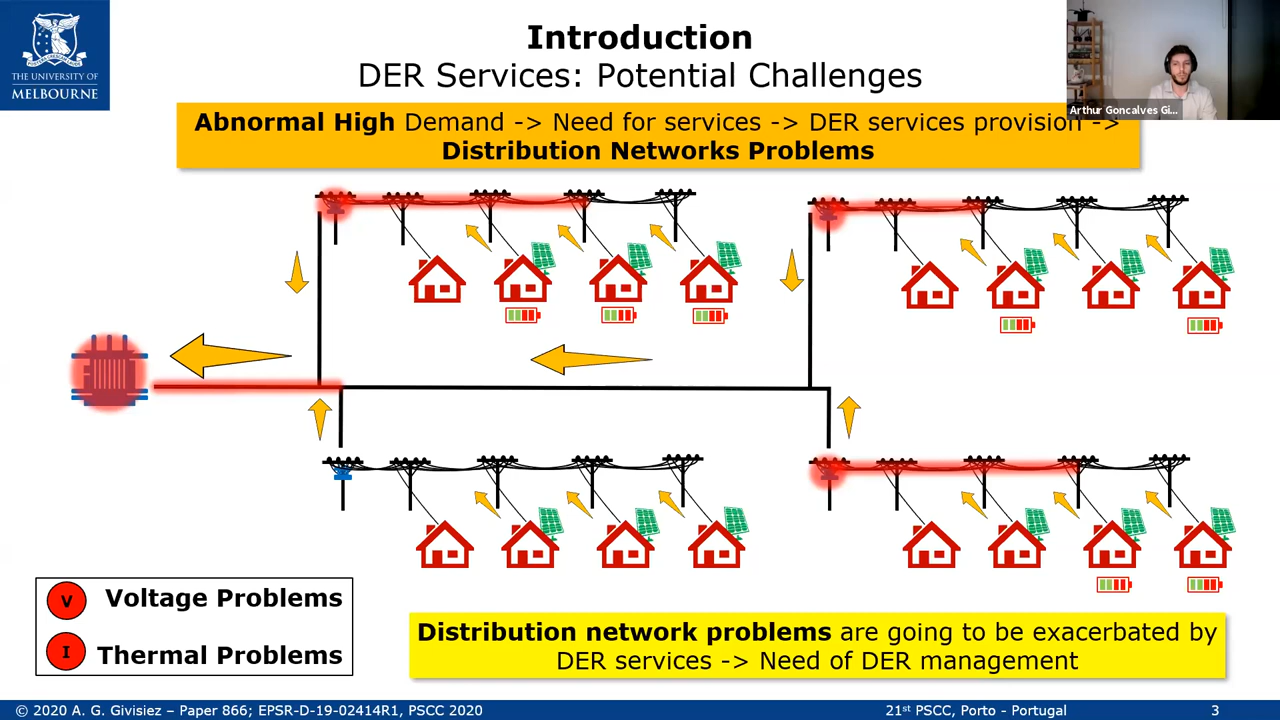 THE UNIVERSITY OF
MELBOURNE
Introduction
DER Services: Potential Challenges
Arthur Goncalves Gi...
Abnormal High Demand -> Need for services -> DER services provision ->
Distribution Networks Problems
V Voltage Problems
I Thermal Problems
Distribution network problems are going to be exacerbated by
DER services -> Need of DER management
© 2020 A. G. Givisiez – Paper 866; EPSR-D-19-02414R1, PSCC 2020
21st PSCC, Porto - Portugal
3